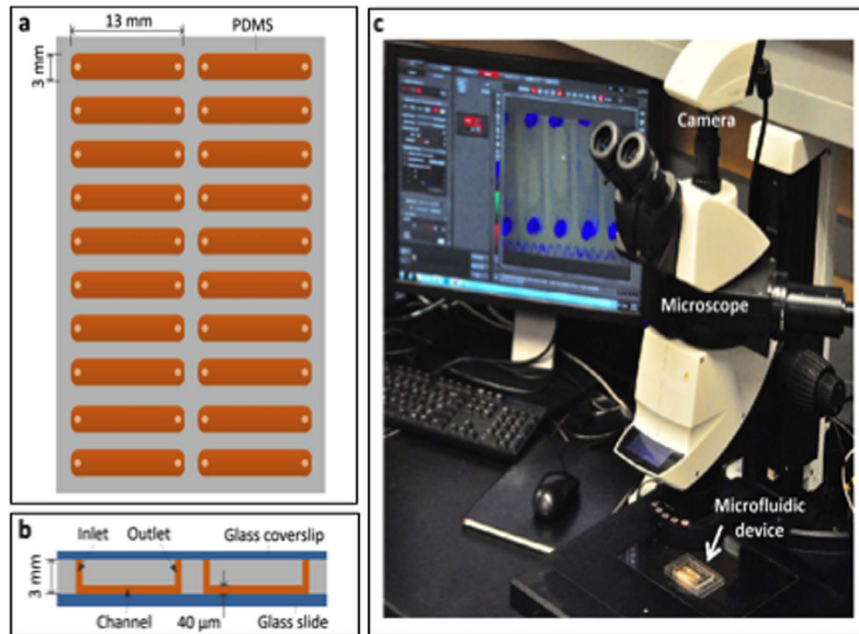 a
13 mm
PDMS
3 mm
b
Inlet
Outlet
Glass coverslip
3 mm
Channel
40 μm
Glass slide
c
Camera
Microscope
Microfluidic
device